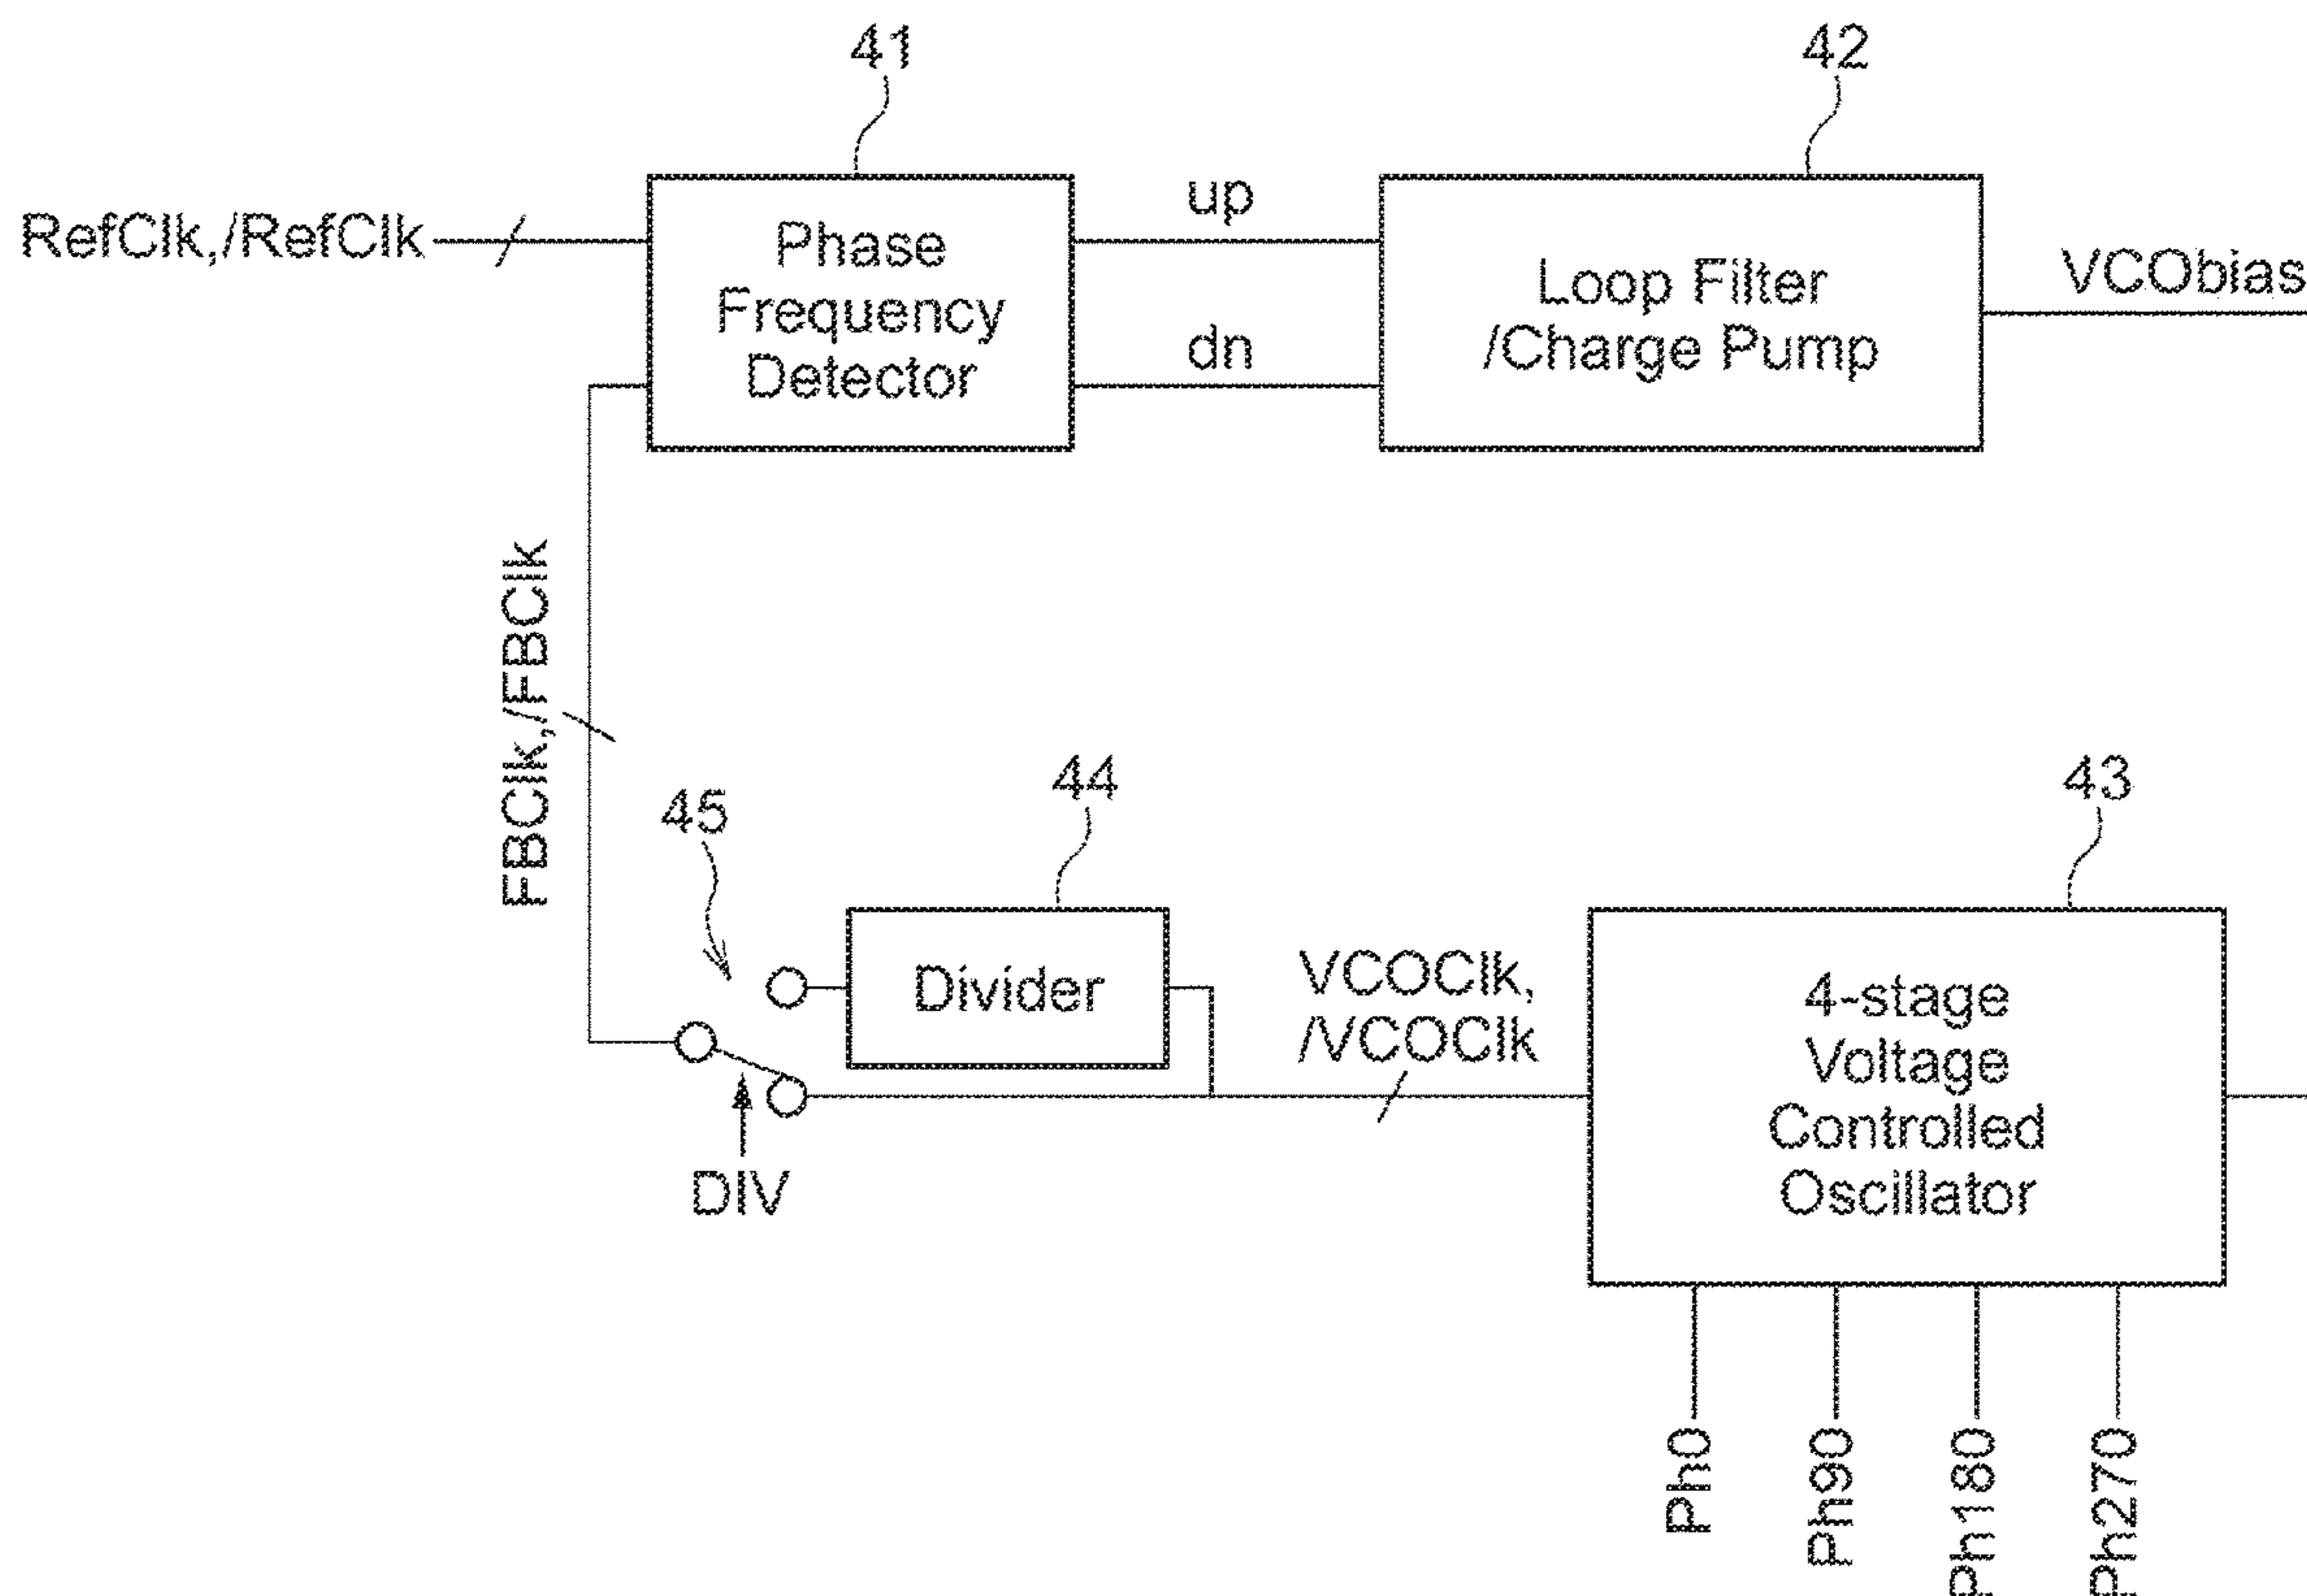 41
42
RefClk,/RefClk
Phase
Frequency
Detector
up
dn
Loop Filter
/Charge Pump
VCObias
FBClk,/FBClk
45
44
43
Divider
VCOClk,
/VCOClk
4-stage
Voltage
Controlled
Oscillator
DIV
Ph0
Ph90
Ph180
Ph270